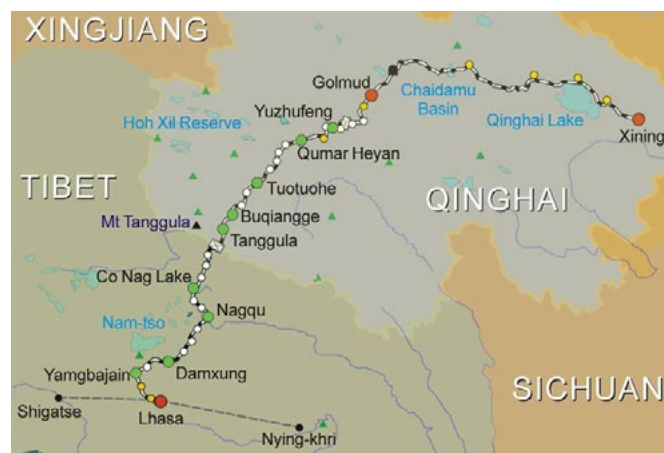 XINGJIANG
Golmud
Chaidamu
Basin
Yuzhufeng
Qinghai Lake
Hoh Xil Reserve
Xining
Qumar Heyan
TIBET
Tuotuohe
QINGHAI
Buqiangge
Mt Tanggula
Tanggula
Co Nag Lake
Nagqu
Nam-tso
Damxung
Yamgbajain
SICHUAN
Shigatse
Lhasa
Nying-khri